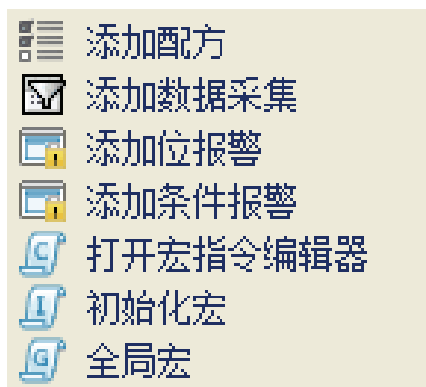 添加配方
添加数据采集
添加位报警
添加条件报警
C 打开宏指令编辑器
I 初始化宏
G 全局宏